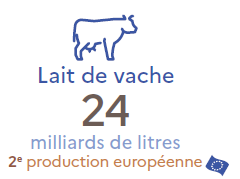 Lait de vache
24
milliards de litres
2e production européenne